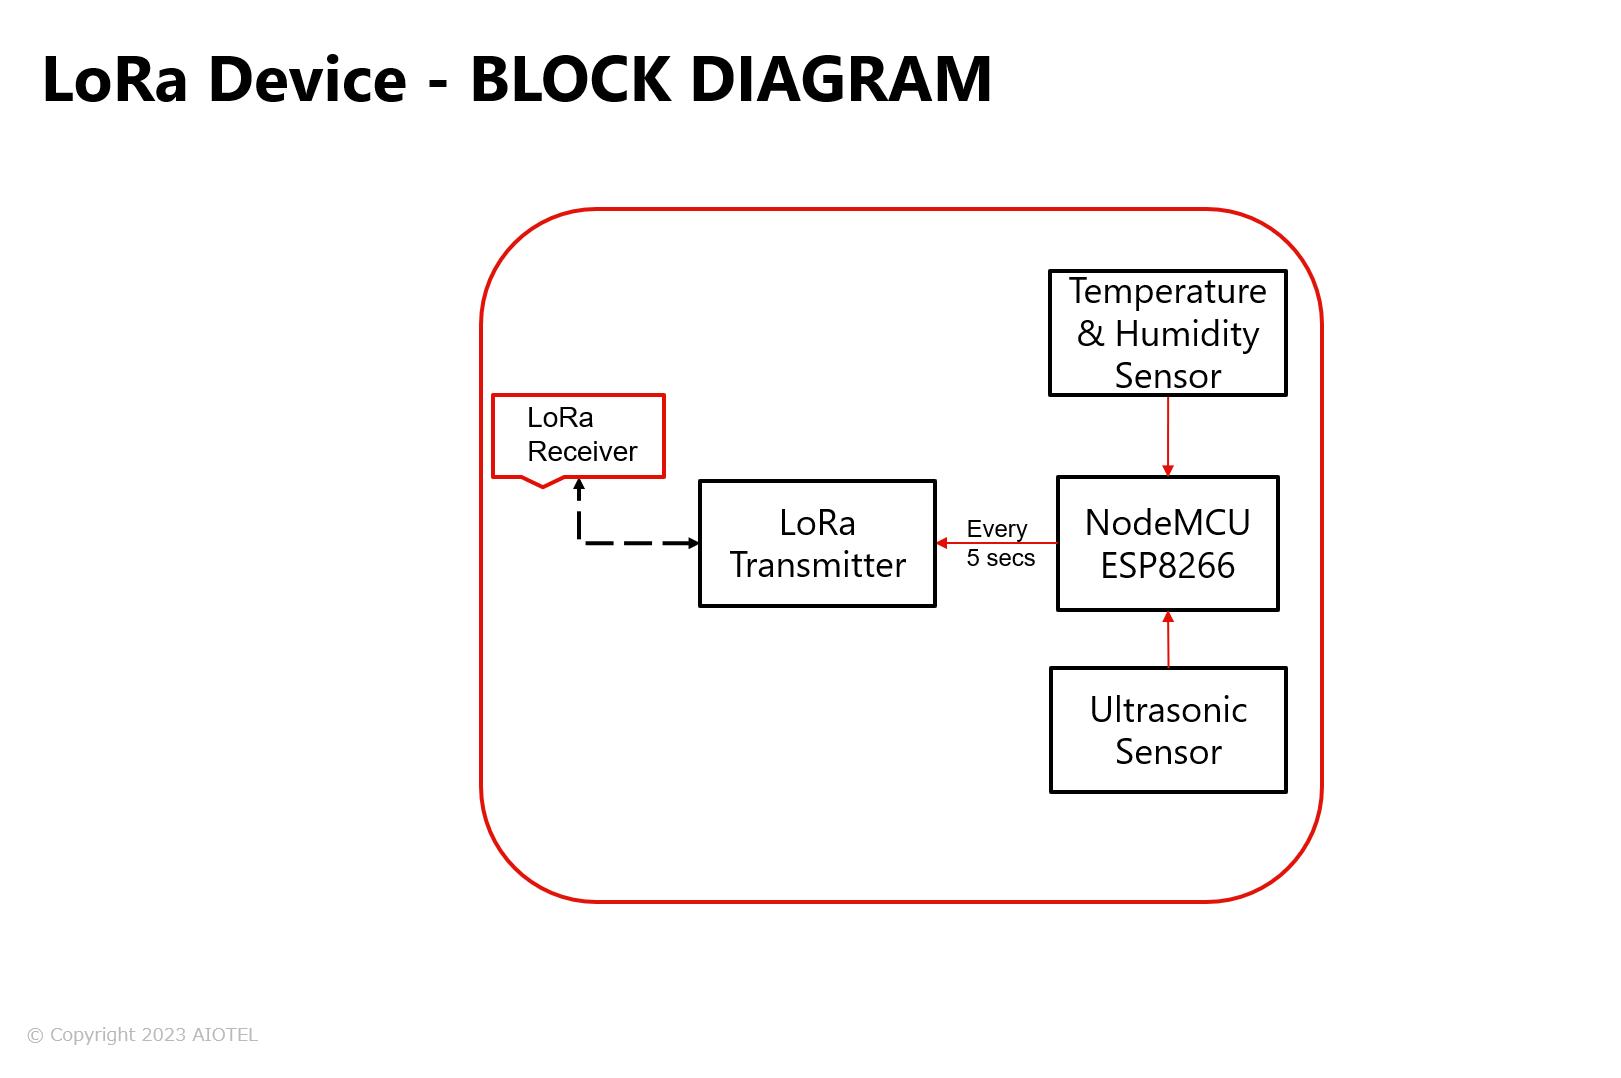 LoRa Device - BLOCK DIAGRAM
Temperature
& Humidity
Sensor
LoRa
Receiver
LoRa
Transmitter
Every
5 secs
NodeMCU
ESP8266
Ultrasonic
Sensor
© Copyright 2023 AIOTEL